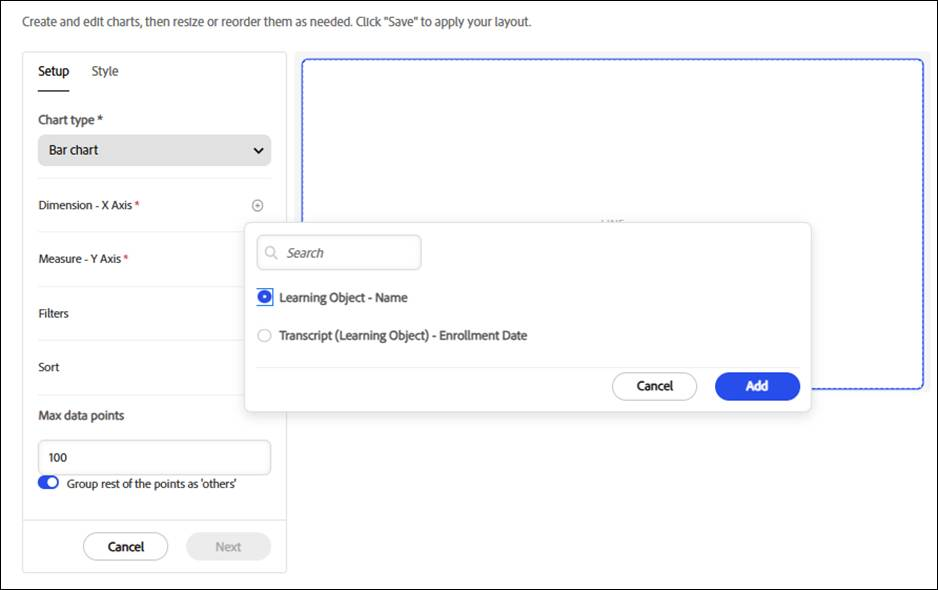 Create and edit charts, then resize or reorder them as needed. Click "Save" to apply your layout.
Setup Style
Chart type *
Bar chart
Dimension - X Axis *
Measure - Y Axis *
Filters
Sort
Max data points
100
Group rest of the points as 'others'
Cancel Next
Search
Learning Object - Name
Transcript (Learning Object) - Enrollment Date
Cancel Add